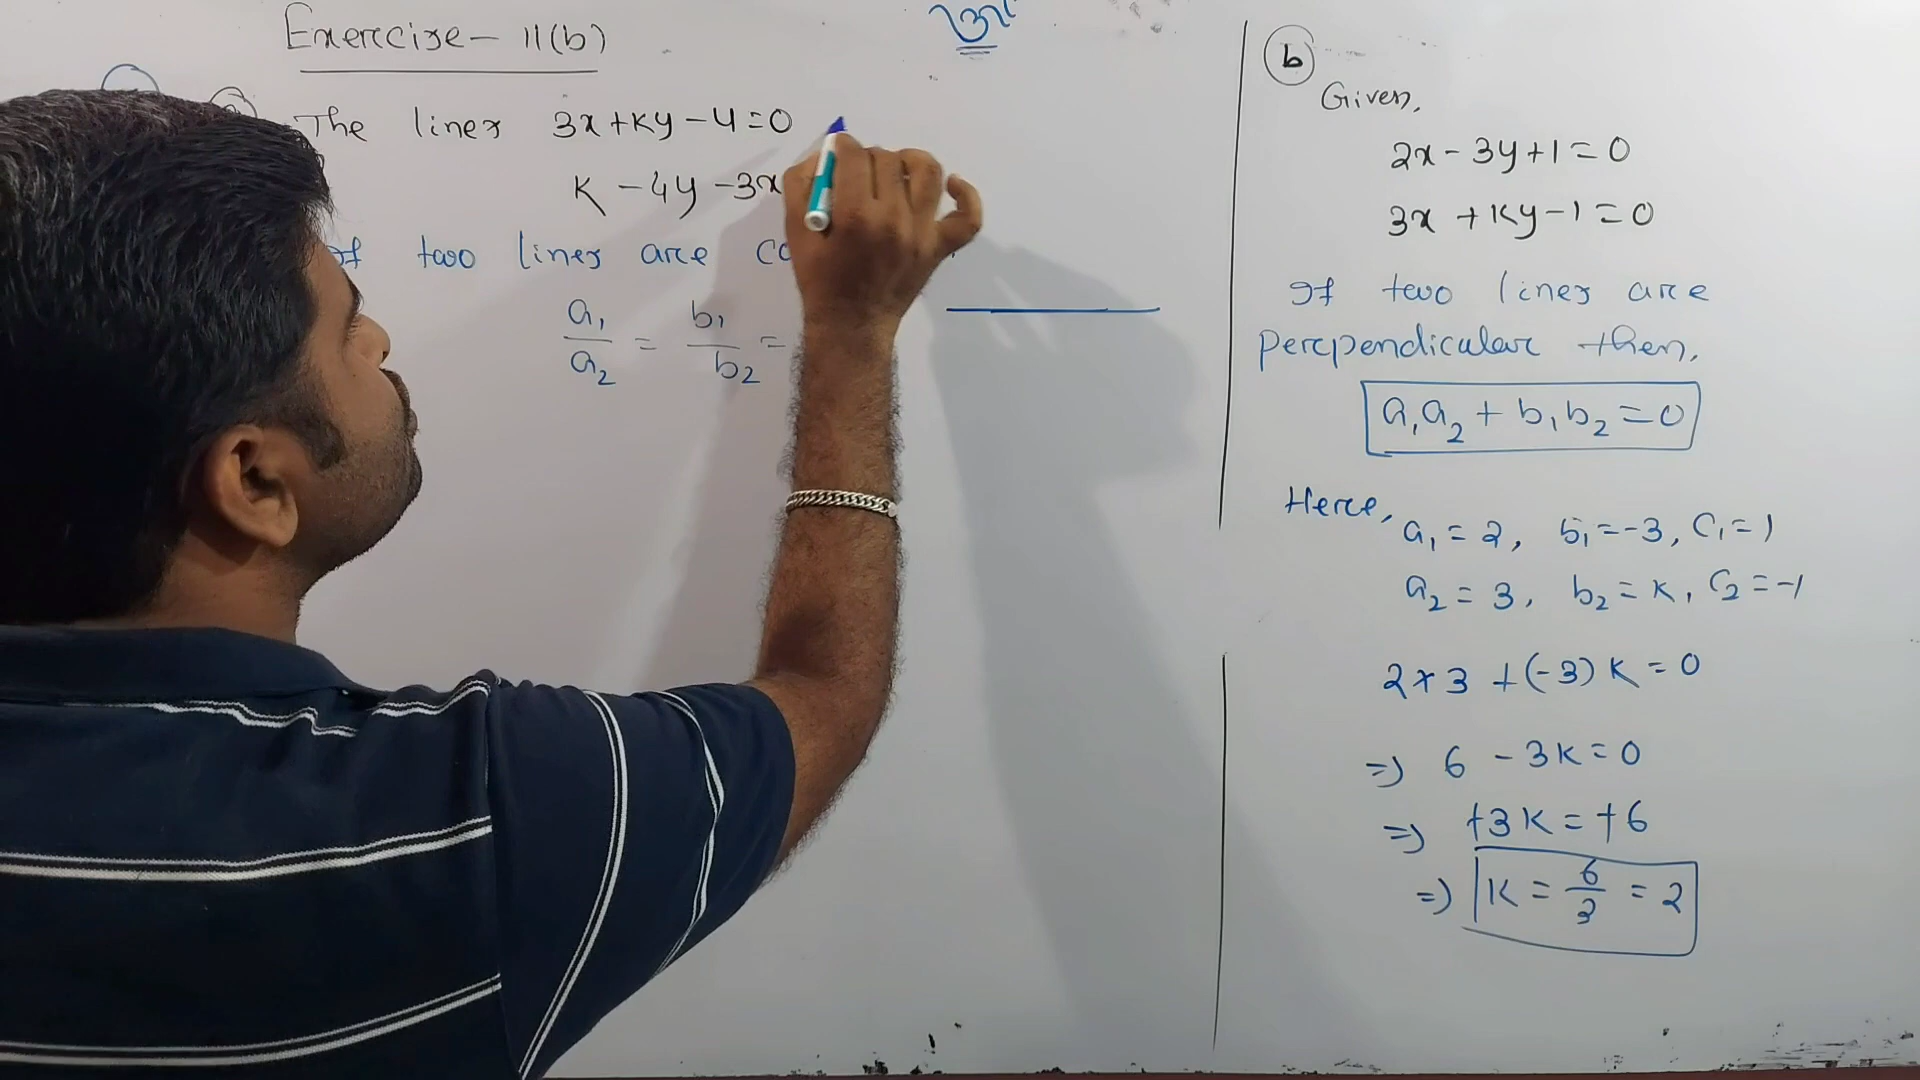 Exercise - 11(b)
The lines 3x + ky - 4 = 0
k - 4y - 3x
If two lines are
a₁/a₂ = b₁/b₂ =
b
Given,
2x - 3y + 1 = 0
3x + ky - 1 = 0
If two lines are
perpendicular then,
a₁a₂ + b₁b₂ = 0
Here,
a₁ = 2, b₁ = -3, C₁ = 1
a₂ = 3, b₂ = k, C₂ = -1
2 × 3 + (-3) k = 0
=) 6 - 3k = 0
=) +3k = +6
=) k = 6/3 = 2